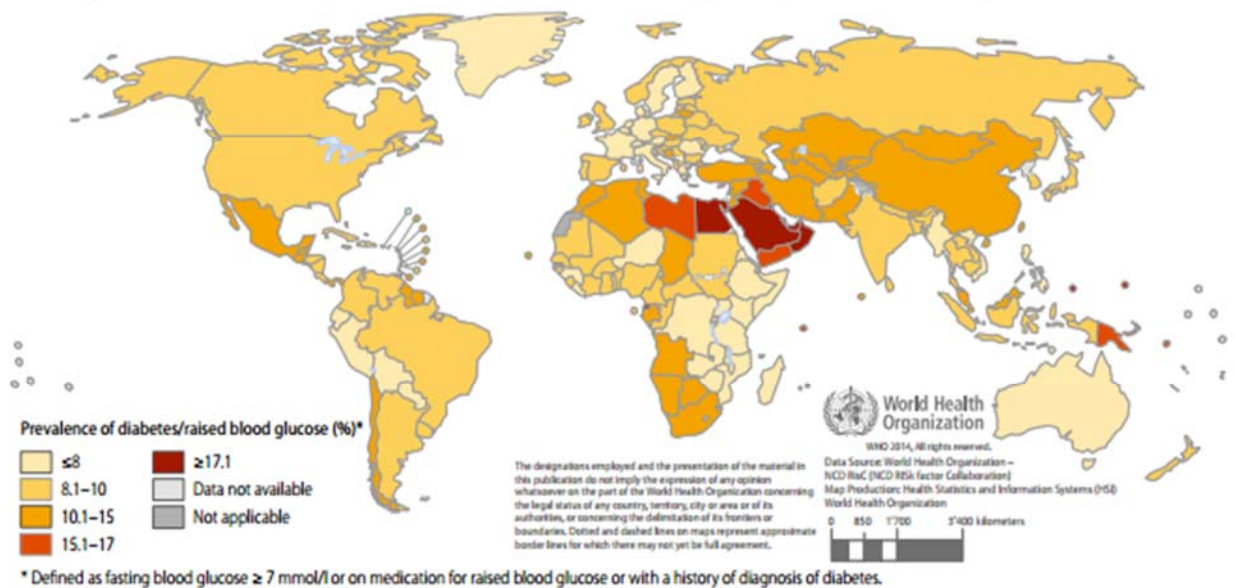 Prevalence of diabetes/raised blood glucose (%)*
≤8
8.1–10
10.1–15
15.1–17
≥17.1
Data not available
Not applicable
The designations employed and the presentation of the material in
this publication do not imply the expression of any opinion
whatsoever on the part of the World Health Organization concerning
the legal status of any country, territory, city or area or of its
authorities, or concerning the delimitation of its frontiers or
boundaries. Dotted and dashed lines on maps represent approximate
border lines for which there may not yet be full agreement.
World Health
Organization
WHO 2014, All rights reserved.
Data Source: World Health Organization –
NCD RisC (NCD RISk factor Collaboration)
Map Production: Health Statistics and Information Systems (HSI)
World Health Organization
0 850 1'700 3'400 kilometers
* Defined as fasting blood glucose ≥ 7 mmol/l or on medication for raised blood glucose or with a history of diagnosis of diabetes.